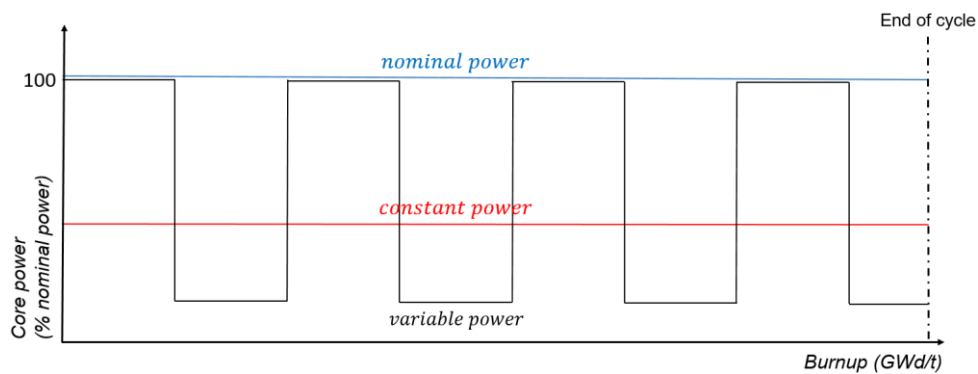 End of cycle
nominal power
100
constant power
Core power
(% nominal power)
variable power
Burnup (GWd/t)